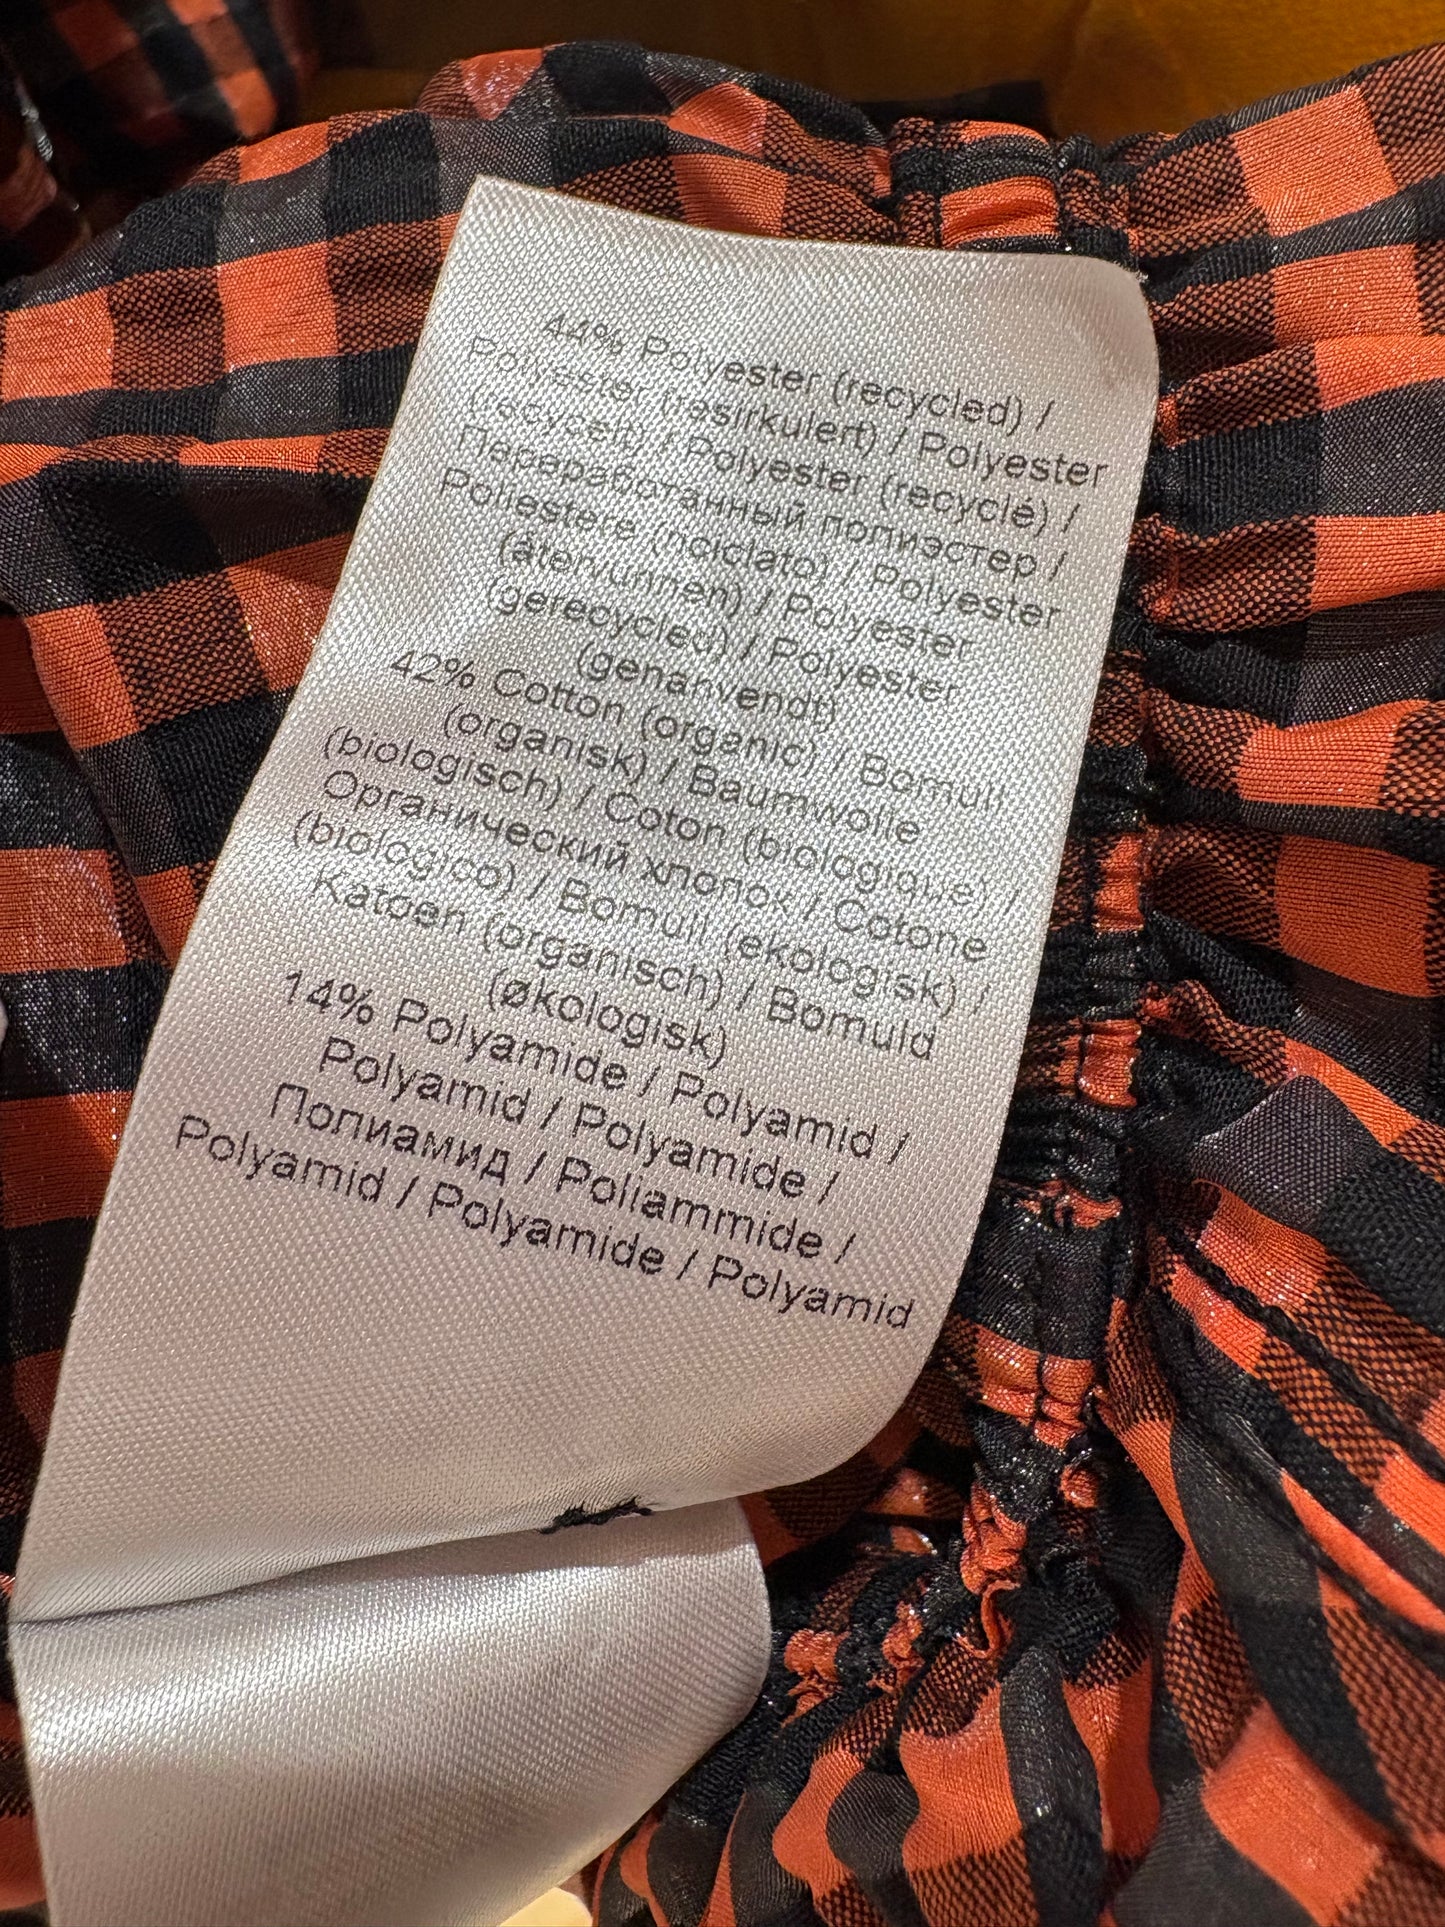 44% Polyester (recycled) /
Polyester (resirkulert) / Polyester
(recycelt) / Polyester (recyclé) /
Переработанный полиэстер /
Poliestere (riciclato) / Polyester
(återvunnen) / Polyester
(gerecycled) / Polyester
(genanvendt)
42% Cotton (organic) / Bomull
(organisk) / Baumwolle
(biologisch) / Coton (biologique) /
Органический хлопок / Cotone
(biologico) / Bomull (ekologisk) /
Katoen (organisch) / Bomuld
(økologisk)
14% Polyamide / Polyamid /
Polyamid / Polyamide /
Полиамид / Poliammide /
Polyamid / Polyamide / Polyamid